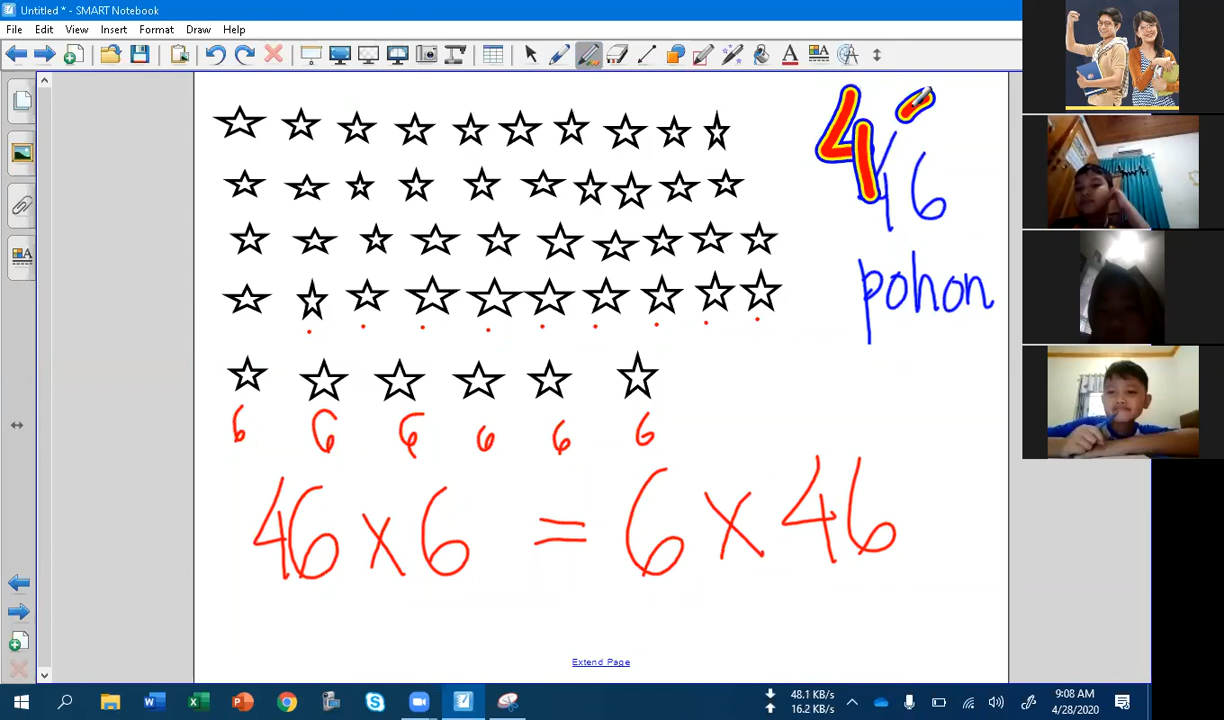 Untitled * - SMART Notebook
File Edit View Insert Format Draw Help
4
46
pohon
6 6 6 6 6 6
46 x 6 = 6 x 46
Extend Page
48.1 KB/s
16.2 KB/s
9:08 AM
4/28/2020